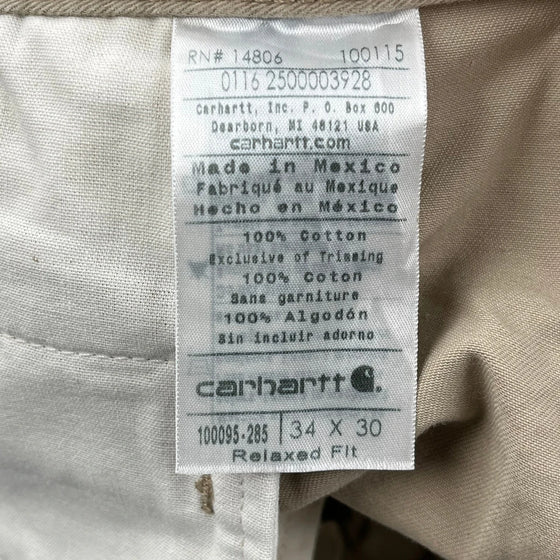 RN# 14806 100115
0116 2500003928
Carhartt, Inc. P. O. Box 600
Dearborn, MI 48121 USA
carhartt.com
Made in Mexico
Fabriqué au Mexique
Hecho en México
100% Cotton
Exclusive of Trimming
100% Coton
Sans garniture
100% Algodón
Sin incluir adorno
carhartt
100095-285 34 X 30
Relaxed Fit